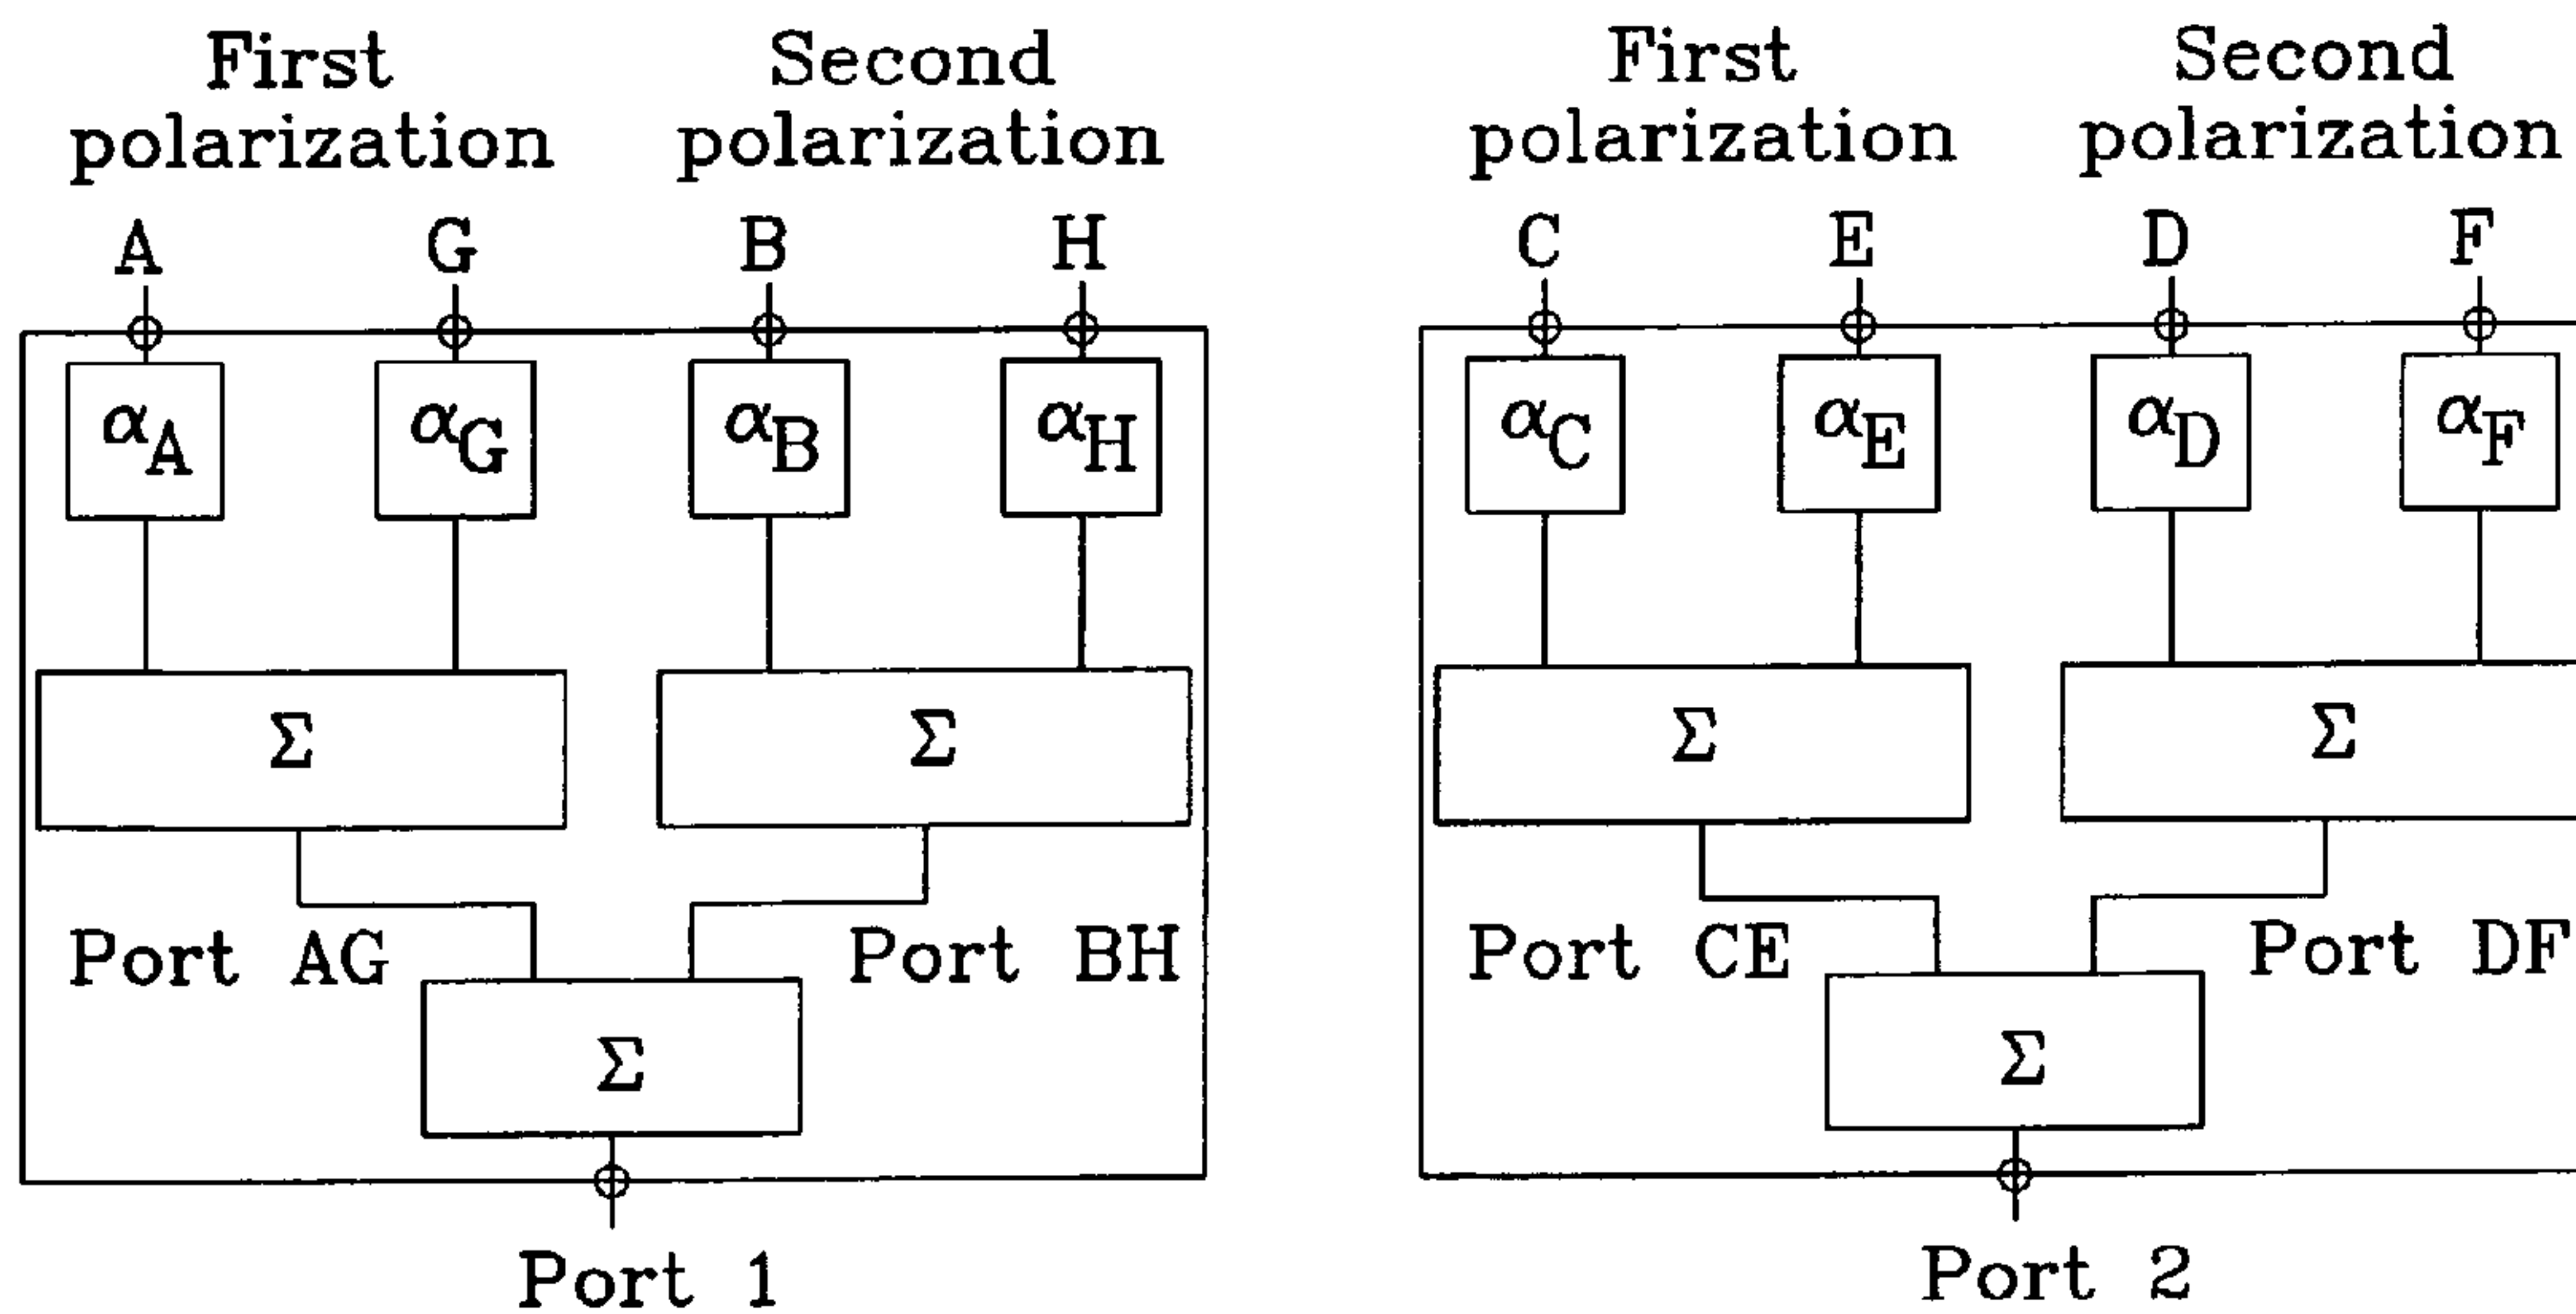 First
polarization
Second
polarization
First
polarization
Second
polarization
A G B H
C E D F
αA αG αB αH
αC αE αD αF
Σ Σ
Σ Σ
Port AG
Port BH
Port CE
Port DF
Σ
Σ
Port 1
Port 2